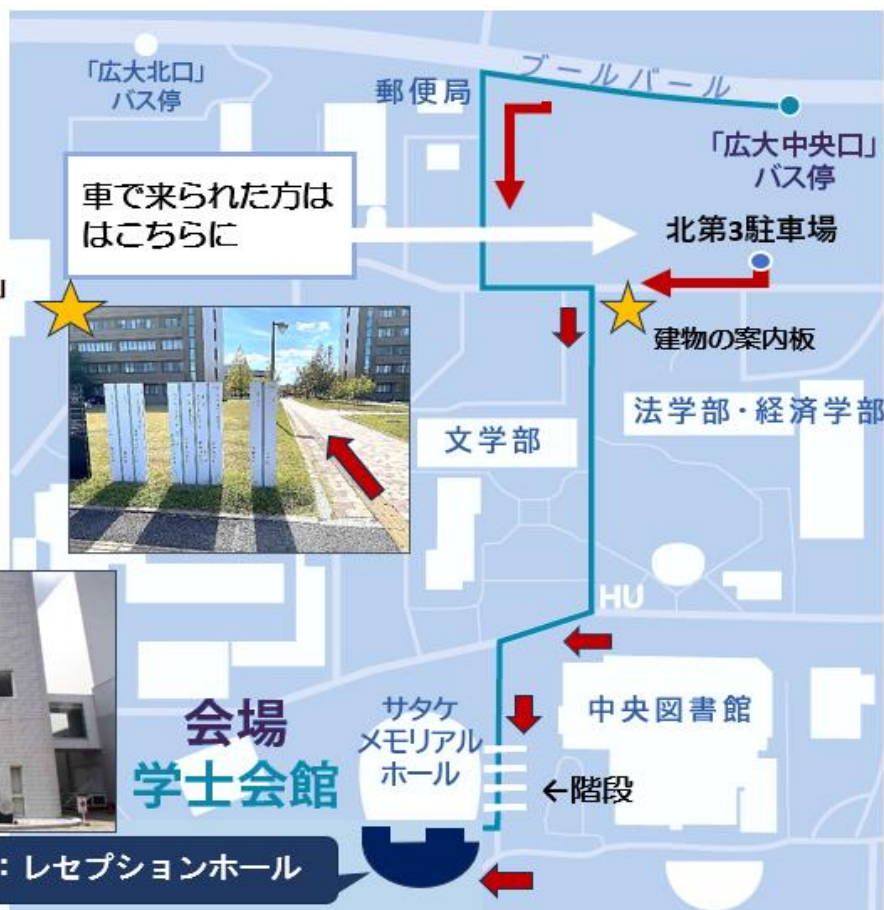 「広大北口」
バス停
郵便局
ブールバール
「広大中央口」
バス停
車で来られた方は
はこちらに
北第3駐車場
」
建物の案内板
法学部・経済学部
文学部
HU
会場
学士会館
サタケ
メモリアル
ホール
中央図書館
←階段
：レセプションホール